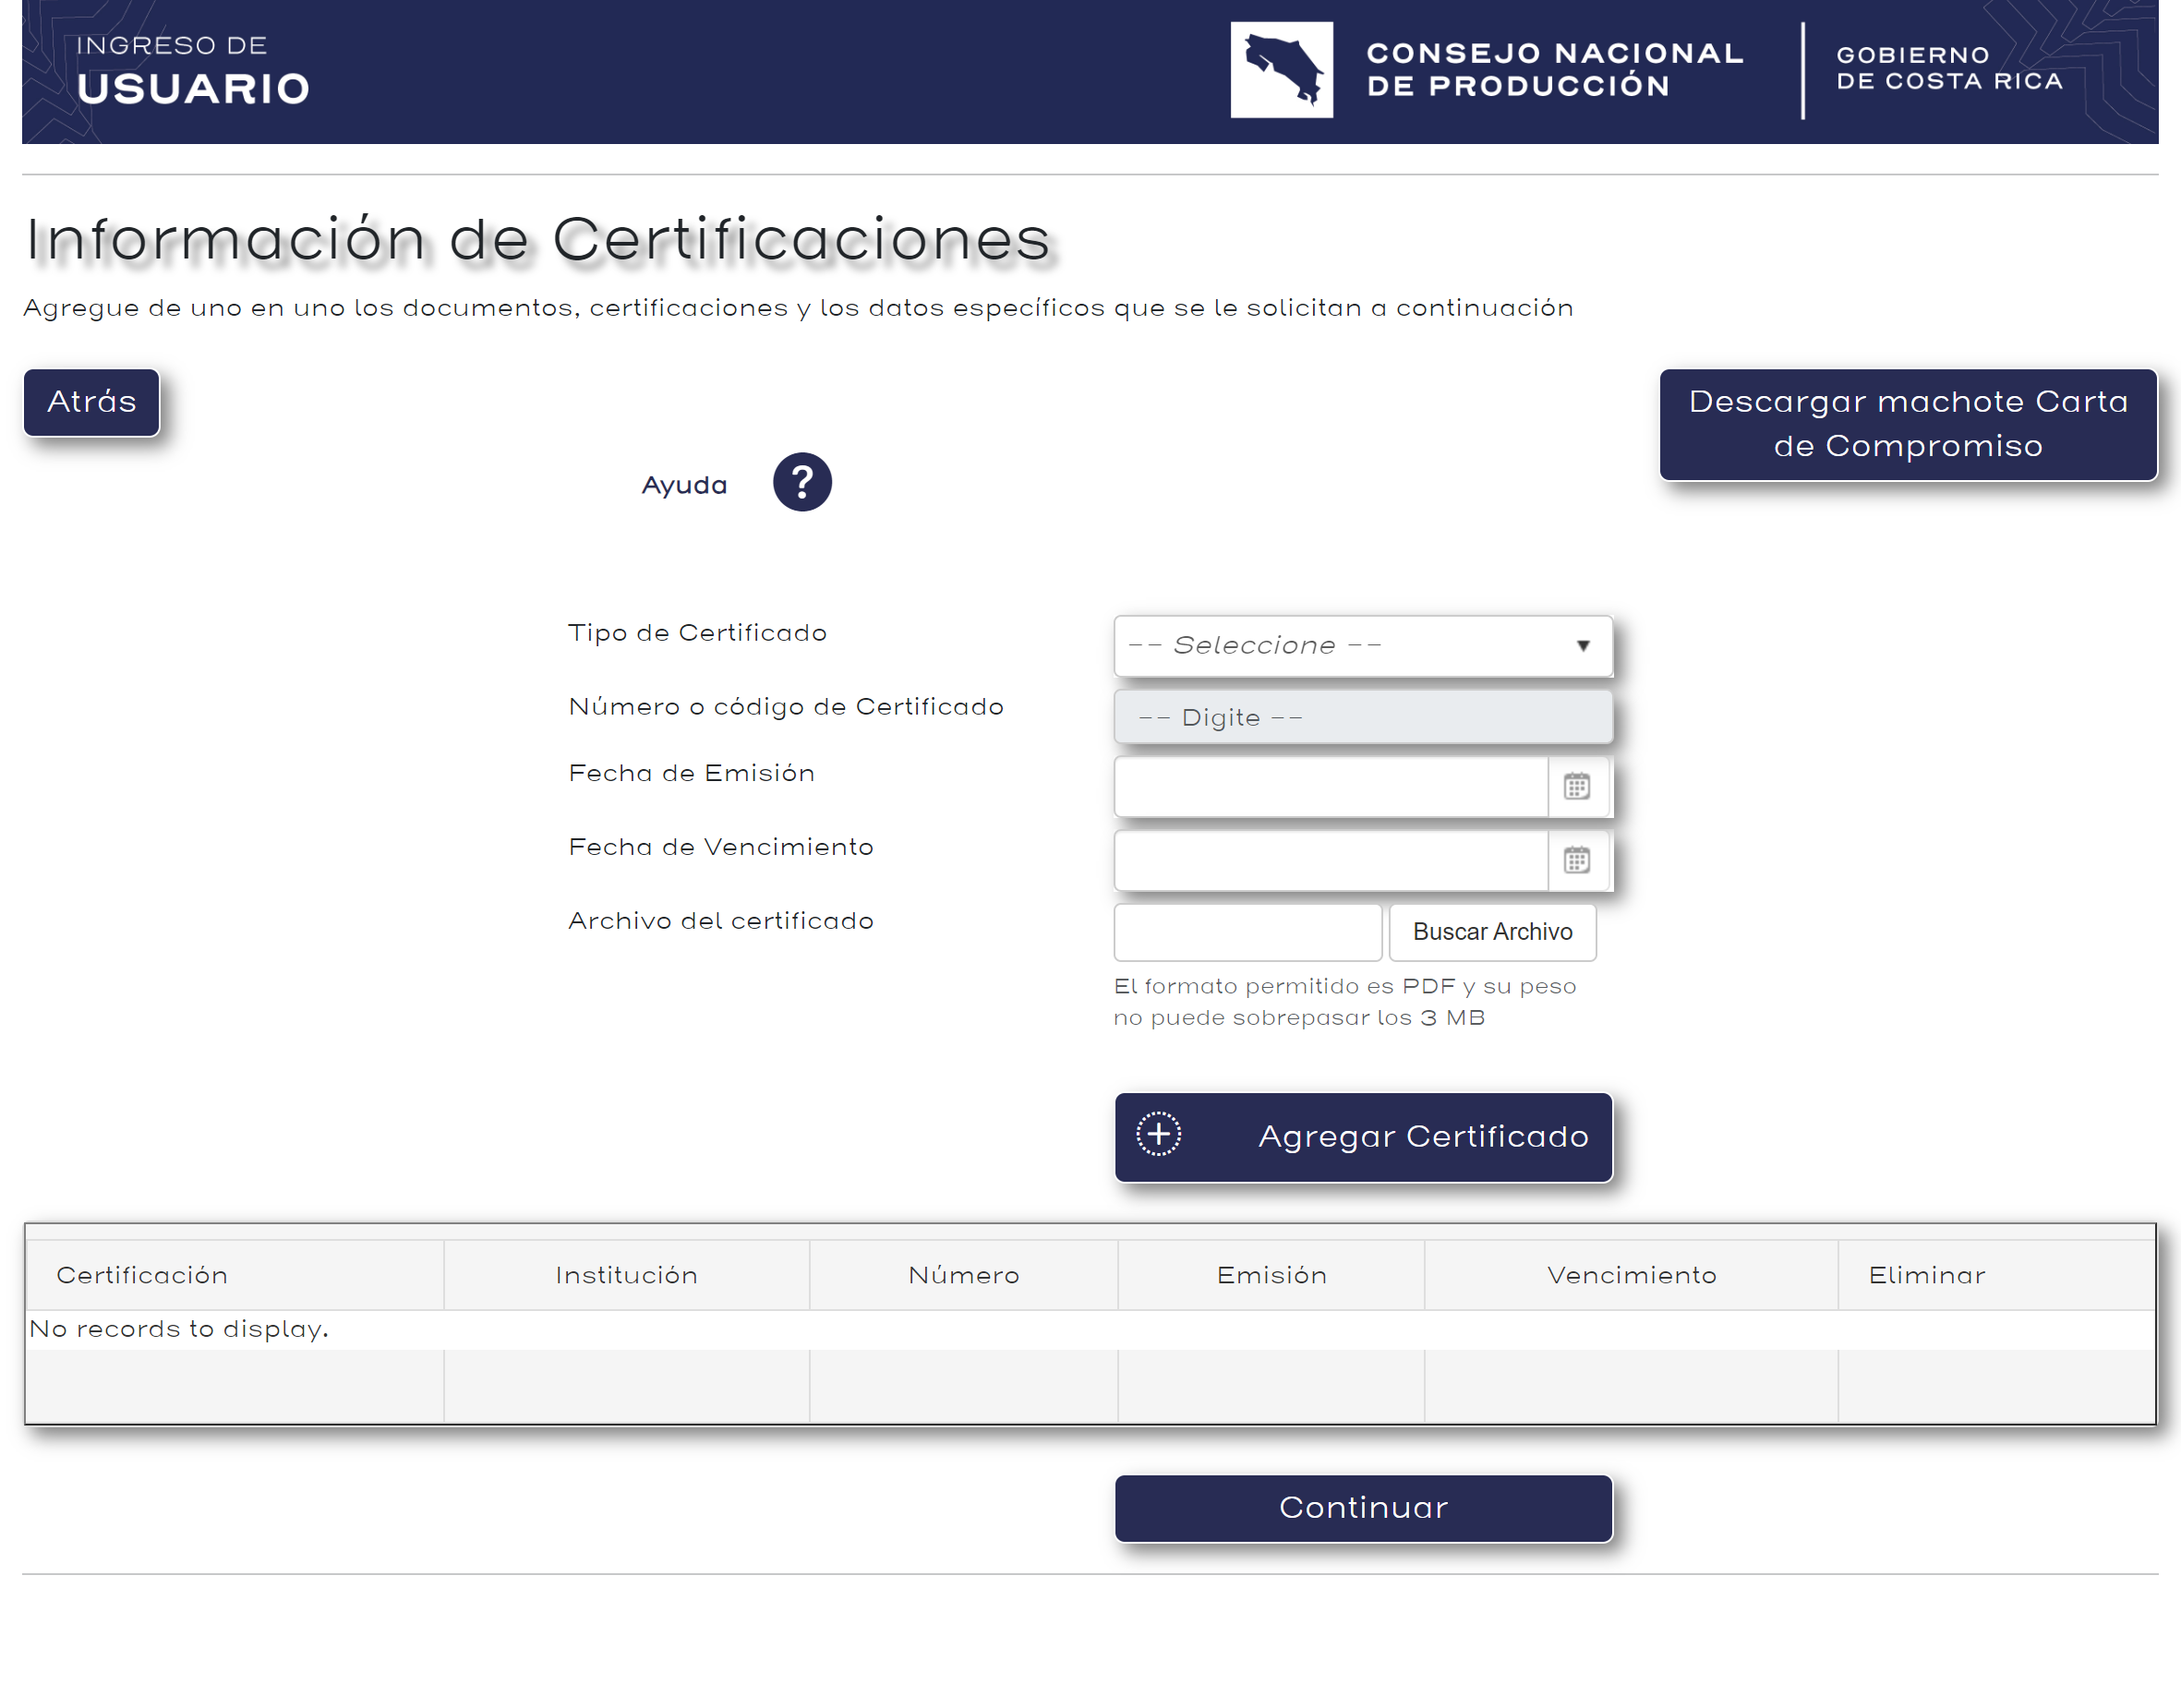 INGRESO DE
USUARIO
CONSEJO NACIONAL
DE PRODUCCIÓN
GOBIERNO
DE COSTA RICA
Información de Certificaciones
Agregue de uno en uno los documentos, certificaciones y los datos específicos que se le solicitan a continuación
Atrás
Descargar machote Carta
de Compromiso
Ayuda ?
Tipo de Certificado
-- Seleccione --
Número o código de Certificado
-- Digite --
Fecha de Emisión
Fecha de Vencimiento
Archivo del certificado
Buscar Archivo
El formato permitido es PDF y su peso
no puede sobrepasar los 3 MB
Agregar Certificado
Certificación Institución Número Emisión Vencimiento Eliminar
No records to display.
Continuar